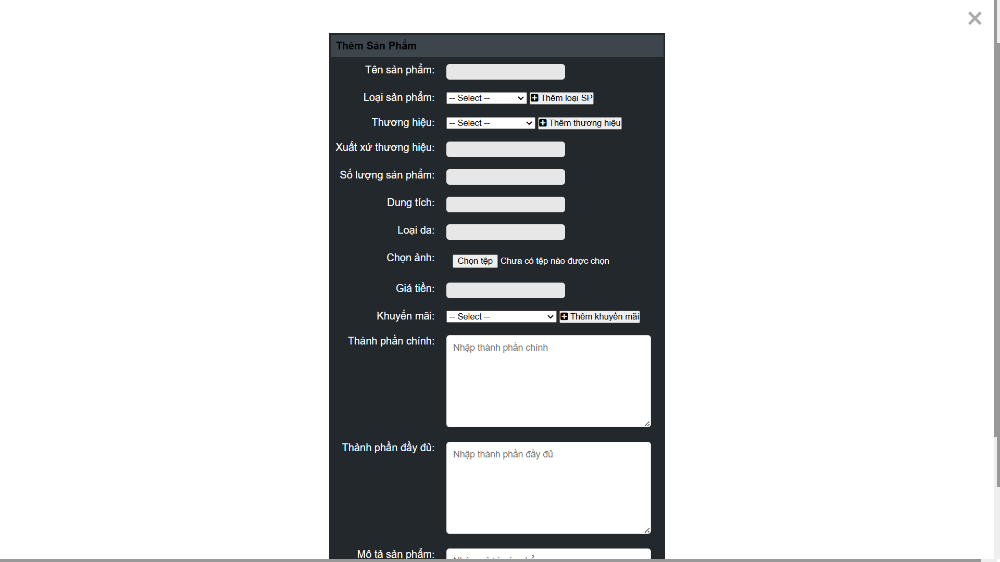 Thêm Sản Phẩm
Tên sản phẩm:
Loại sản phẩm: -- Select -- Thêm loại SP
Thương hiệu: -- Select -- Thêm thương hiệu
Xuất xứ thương hiệu:
Số lượng sản phẩm:
Dung tích:
Loại da:
Chọn ảnh: Chọn tệp Chưa có tệp nào được chọn
Giá tiền:
Khuyến mãi: -- Select -- Thêm khuyến mãi
Thành phần chính: Nhập thành phần chính
Thành phần đầy đủ: Nhập thành phần đầy đủ
Mô tả sản phẩm: